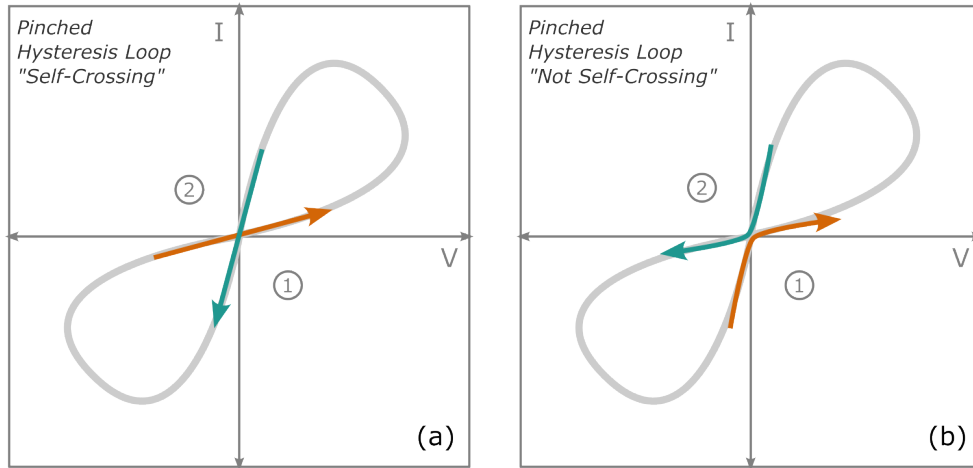 Pinched
Hysteresis Loop
"Self-Crossing"
I
2
V
1
(a)
Pinched
Hysteresis Loop
"Not Self-Crossing"
I
2
V
1
(b)